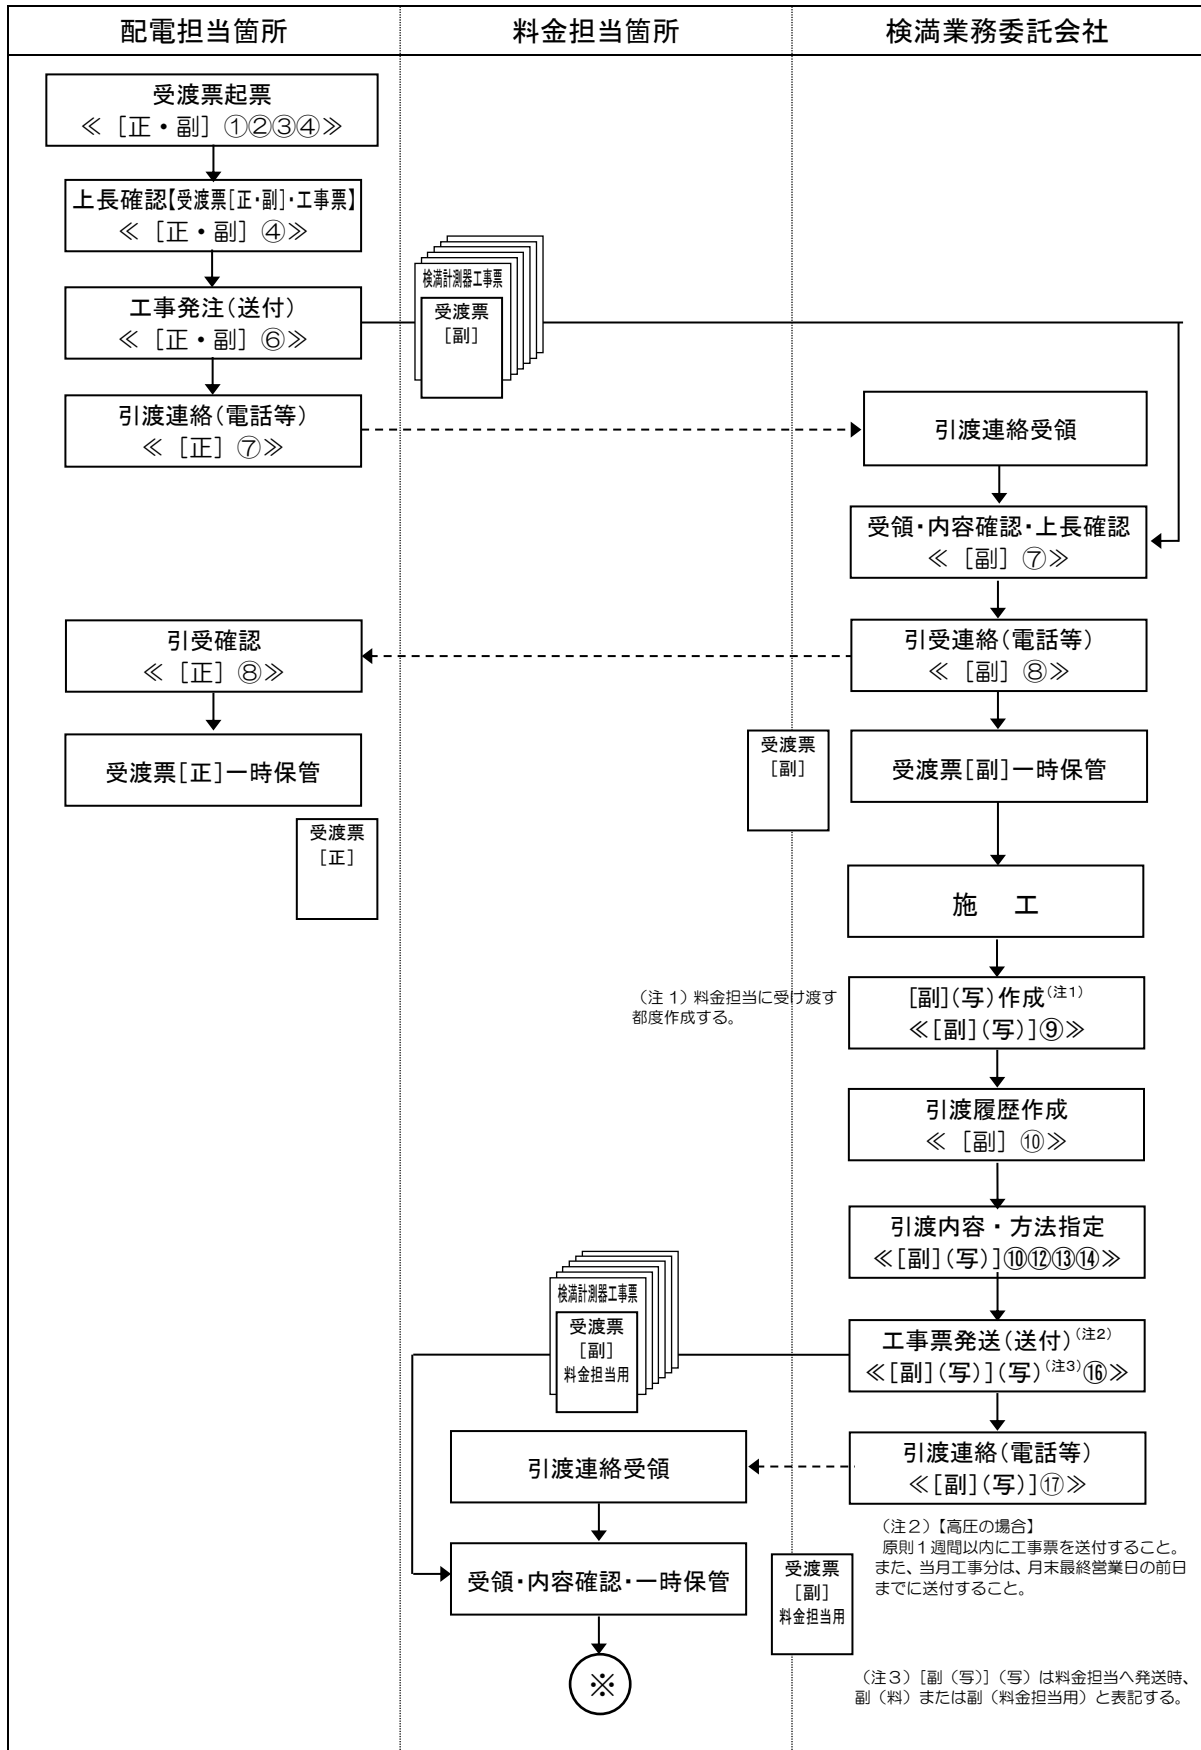 配電担当箇所
料金担当箇所
検満業務委託会社
受渡票起票
≪ [正・副] ①②③④≫
上長確認【受渡票[正・副]・工事票】
≪ [正・副] ④≫
工事発注(送付)
≪ [正・副] ⑥≫
検満計測器工事票
受渡票
[副]
引渡連絡(電話等)
≪ [正] ⑦≫
引渡連絡受領
受領・内容確認・上長確認
≪ [副] ⑦≫
引受確認
≪ [正] ⑧≫
引受連絡(電話等)
≪ [副] ⑧≫
受渡票[正]一時保管
受渡票
[副]
受渡票[副]一時保管
受渡票
[正]
施 工
(注1)料金担当に受け渡す
都度作成する。
[副](写)作成(注1)
≪[副](写)]⑨≫
引渡履歴作成
≪ [副] ⑩≫
引渡内容・方法指定
≪[副](写)]⑩⑫⑬⑭≫
検満計測器工事票
受渡票
[副]
料金担当用
工事票発送(送付)(注2)
≪[副](写)](写)(注3)⑯≫
引渡連絡受領
引渡連絡(電話等)
≪[副](写)]⑰≫
(注2)【高圧の場合】
原則1週間以内に工事票を送付すること。
また、当月工事分は、月末最終営業日の前日
までに送付すること。
受領・内容確認・一時保管
受渡票
[副]
料金担当用
※
(注3)[副(写)](写)は料金担当へ発送時、
副(料)または副(料金担当用)と表記する。